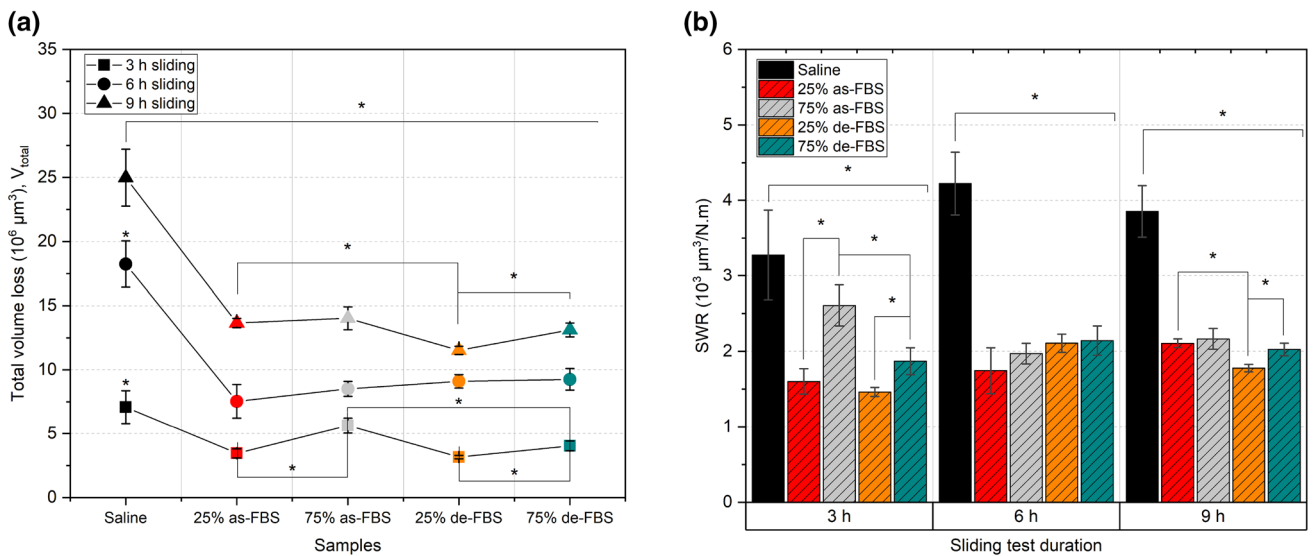 (a)
35
30
25
20
15
10
5
0
Total volume loss (10⁶ µm³), V_total
3 h sliding
6 h sliding
9 h sliding
*
*
*
*
*
*
*
*
Saline
25% as-FBS
75% as-FBS
25% de-FBS
75% de-FBS
Samples
(b)
6
5
4
3
2
1
0
SWR (10³ µm³/N.m)
Saline
25% as-FBS
75% as-FBS
25% de-FBS
75% de-FBS
*
*
*
*
*
*
*
*
3 h
6 h
9 h
Sliding test duration